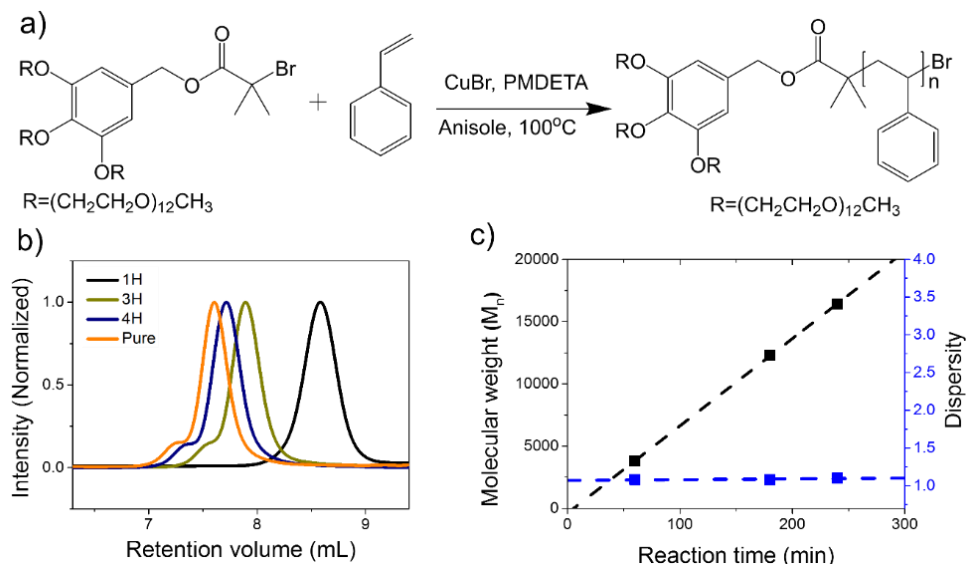 a)
RO
RO
OR
O
O
Br
+
CuBr, PMDETA
Anisole, 100°C
RO
RO
OR
O
O
Br
n
R=(CH₂CH₂O)₁₂CH₃
R=(CH₂CH₂O)₁₂CH₃
b)
1H
3H
4H
Pure
Intensity (Normalized)
1.0
0.5
0.0
7
8
9
Retention volume (mL)
c)
Molecular weight (Mₙ)
20000
15000
10000
5000
0
0
100
200
300
Reaction time (min)
4.0
3.5
3.0
2.5
2.0
1.5
1.0
Dispersity